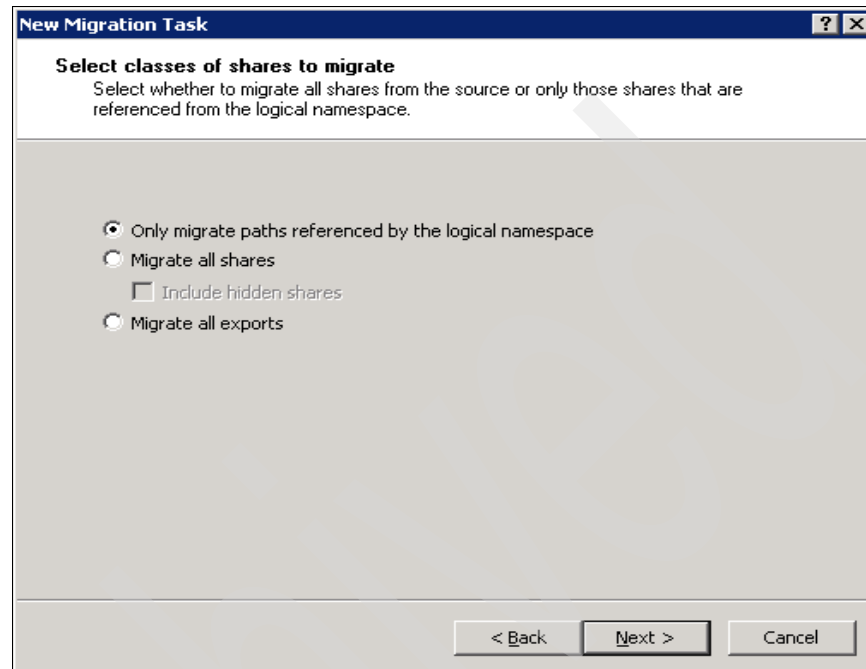 New Migration Task
Select classes of shares to migrate
Select whether to migrate all shares from the source or only those shares that are
referenced from the logical namespace.
Only migrate paths referenced by the logical namespace
Migrate all shares
Include hidden shares
Migrate all exports
< Back Next > Cancel